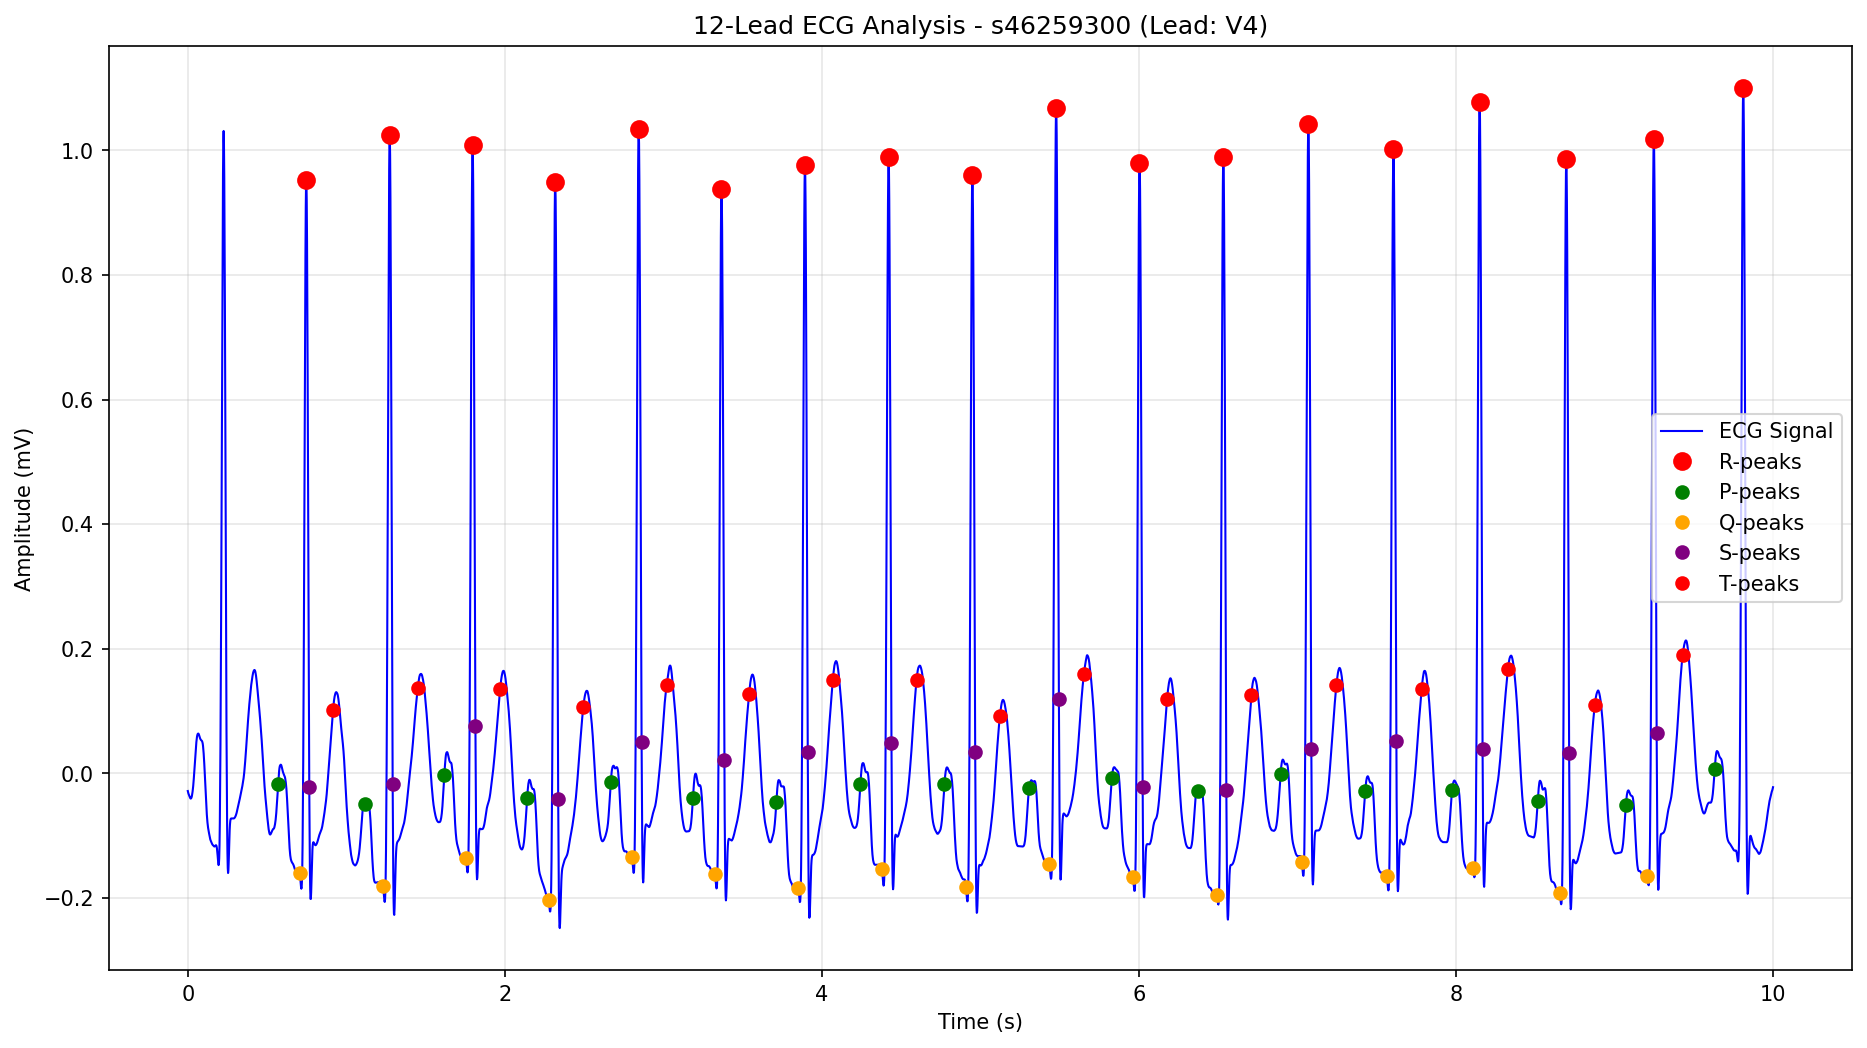 12-Lead ECG Analysis - s46259300 (Lead: V4)
Amplitude (mV)
1.0
0.8
0.6
0.4
0.2
0.0
−0.2
0 2 4 6 8 10
Time (s)
ECG Signal
R-peaks
P-peaks
Q-peaks
S-peaks
T-peaks